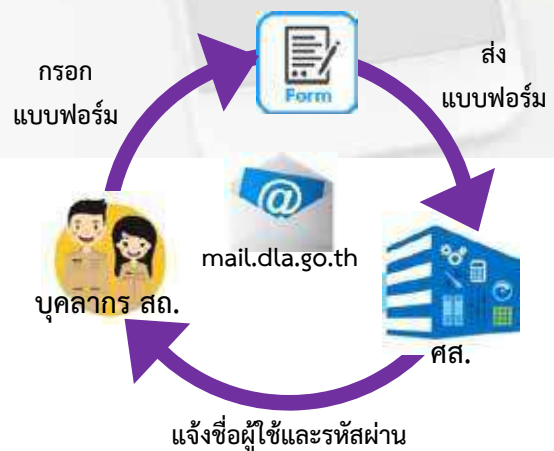 กรอก
แบบฟอร์ม
Form
ส่ง
แบบฟอร์ม
@
mail.dla.go.th
บุคลากร สถ.
ศส.
แจ้งชื่อผู้ใช้และรหัสผ่าน